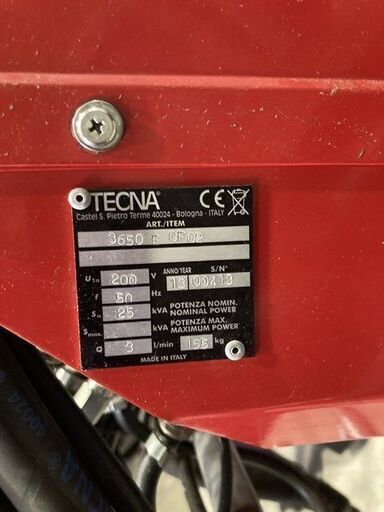 TECNA® CE
Castel S. Pietro Terme 40024 - Bologna - ITALY
ART./ITEM
3650
U1n 200 V ANNO/YEAR S/N°
f 50 Hz 13 00413
Sn 25 kVA POTENZA NOMIN. NOMINAL POWER
Smax. kVA POTENZA MAX. MAXIMUM POWER
Q 3 l/min 155 kg
MADE IN ITALY
40024